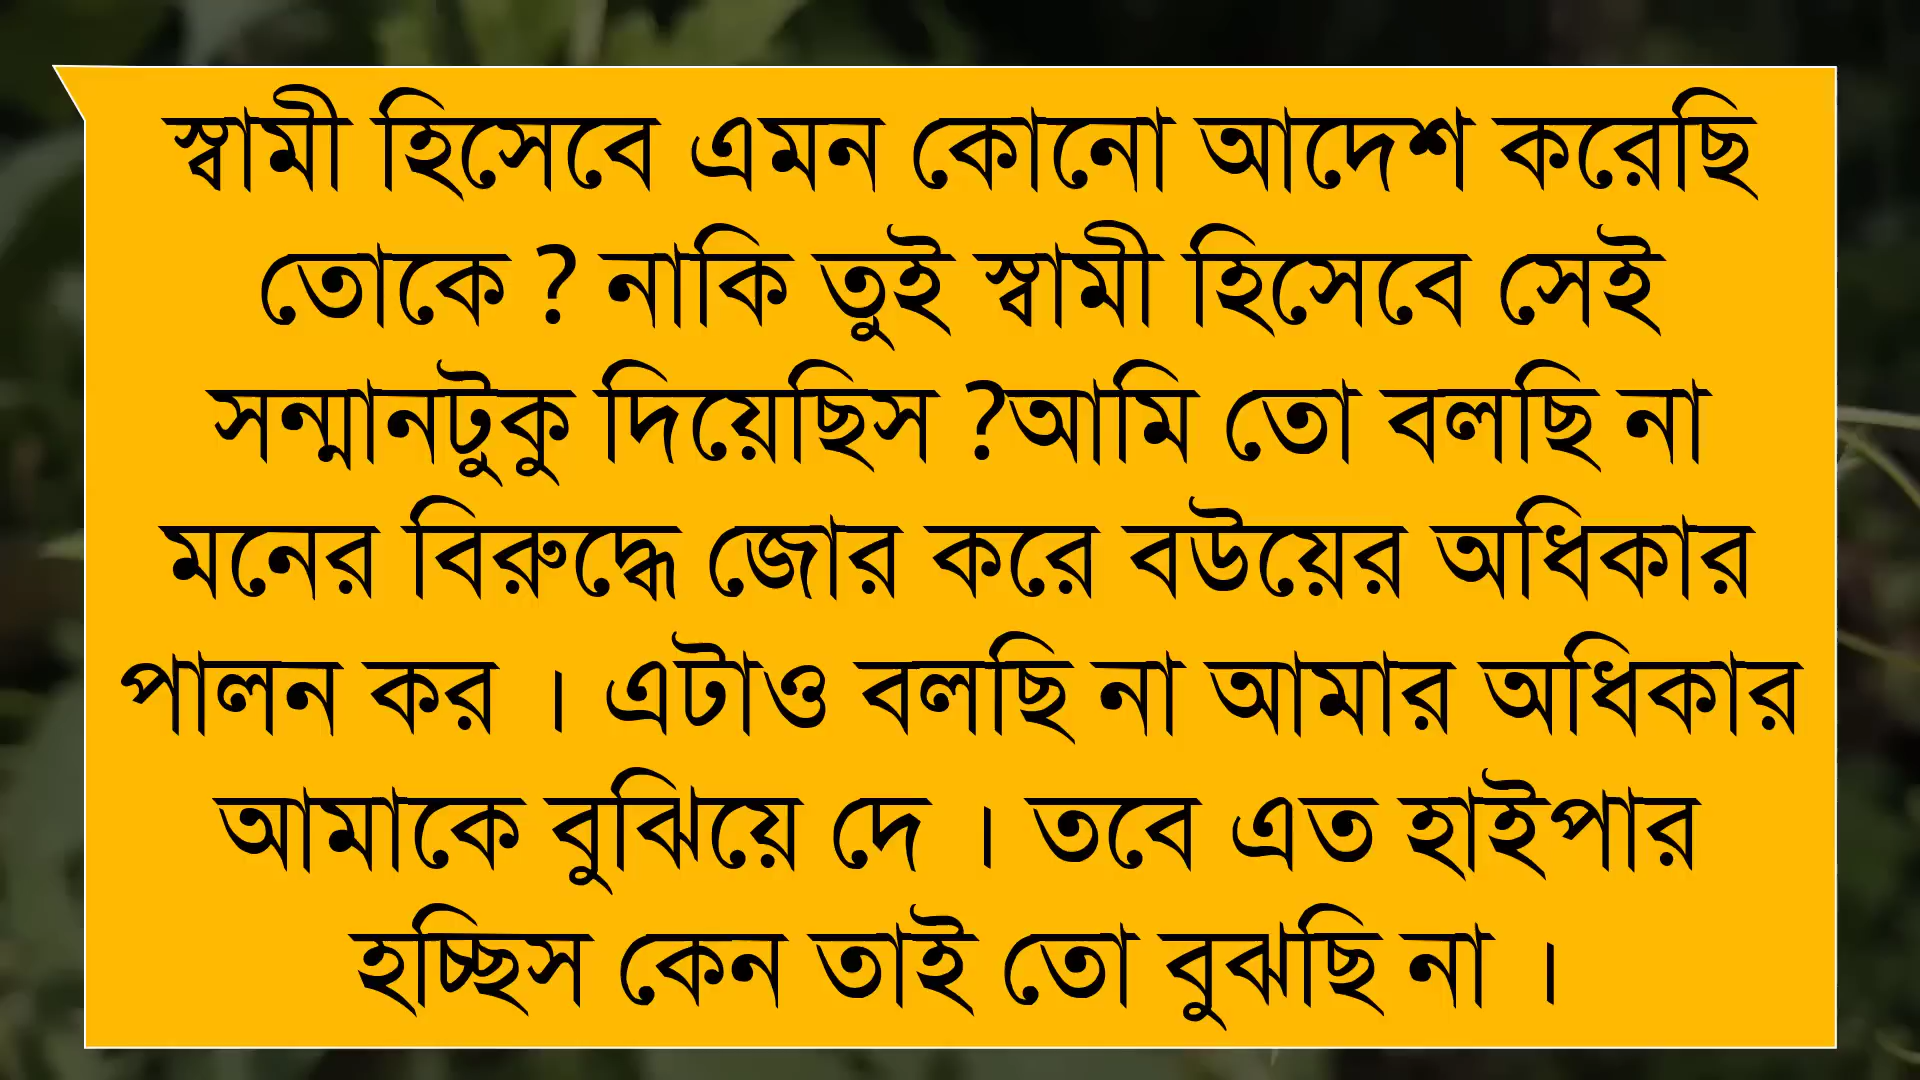 স্বামী হিসেবে এমন কোনো আদেশ করেছি
তোকে ? নাকি তুই স্বামী হিসেবে সেই
সন্মানটুকু দিয়েছিস ?আমি তো বলছি না
মনের বিরুদ্ধে জোর করে বউয়ের অধিকার
পালন কর । এটাও বলছি না আমার অধিকার
আমাকে বুঝিয়ে দে । তবে এত হাইপার
হচ্ছিস কেন তাই তো বুঝছি না ।